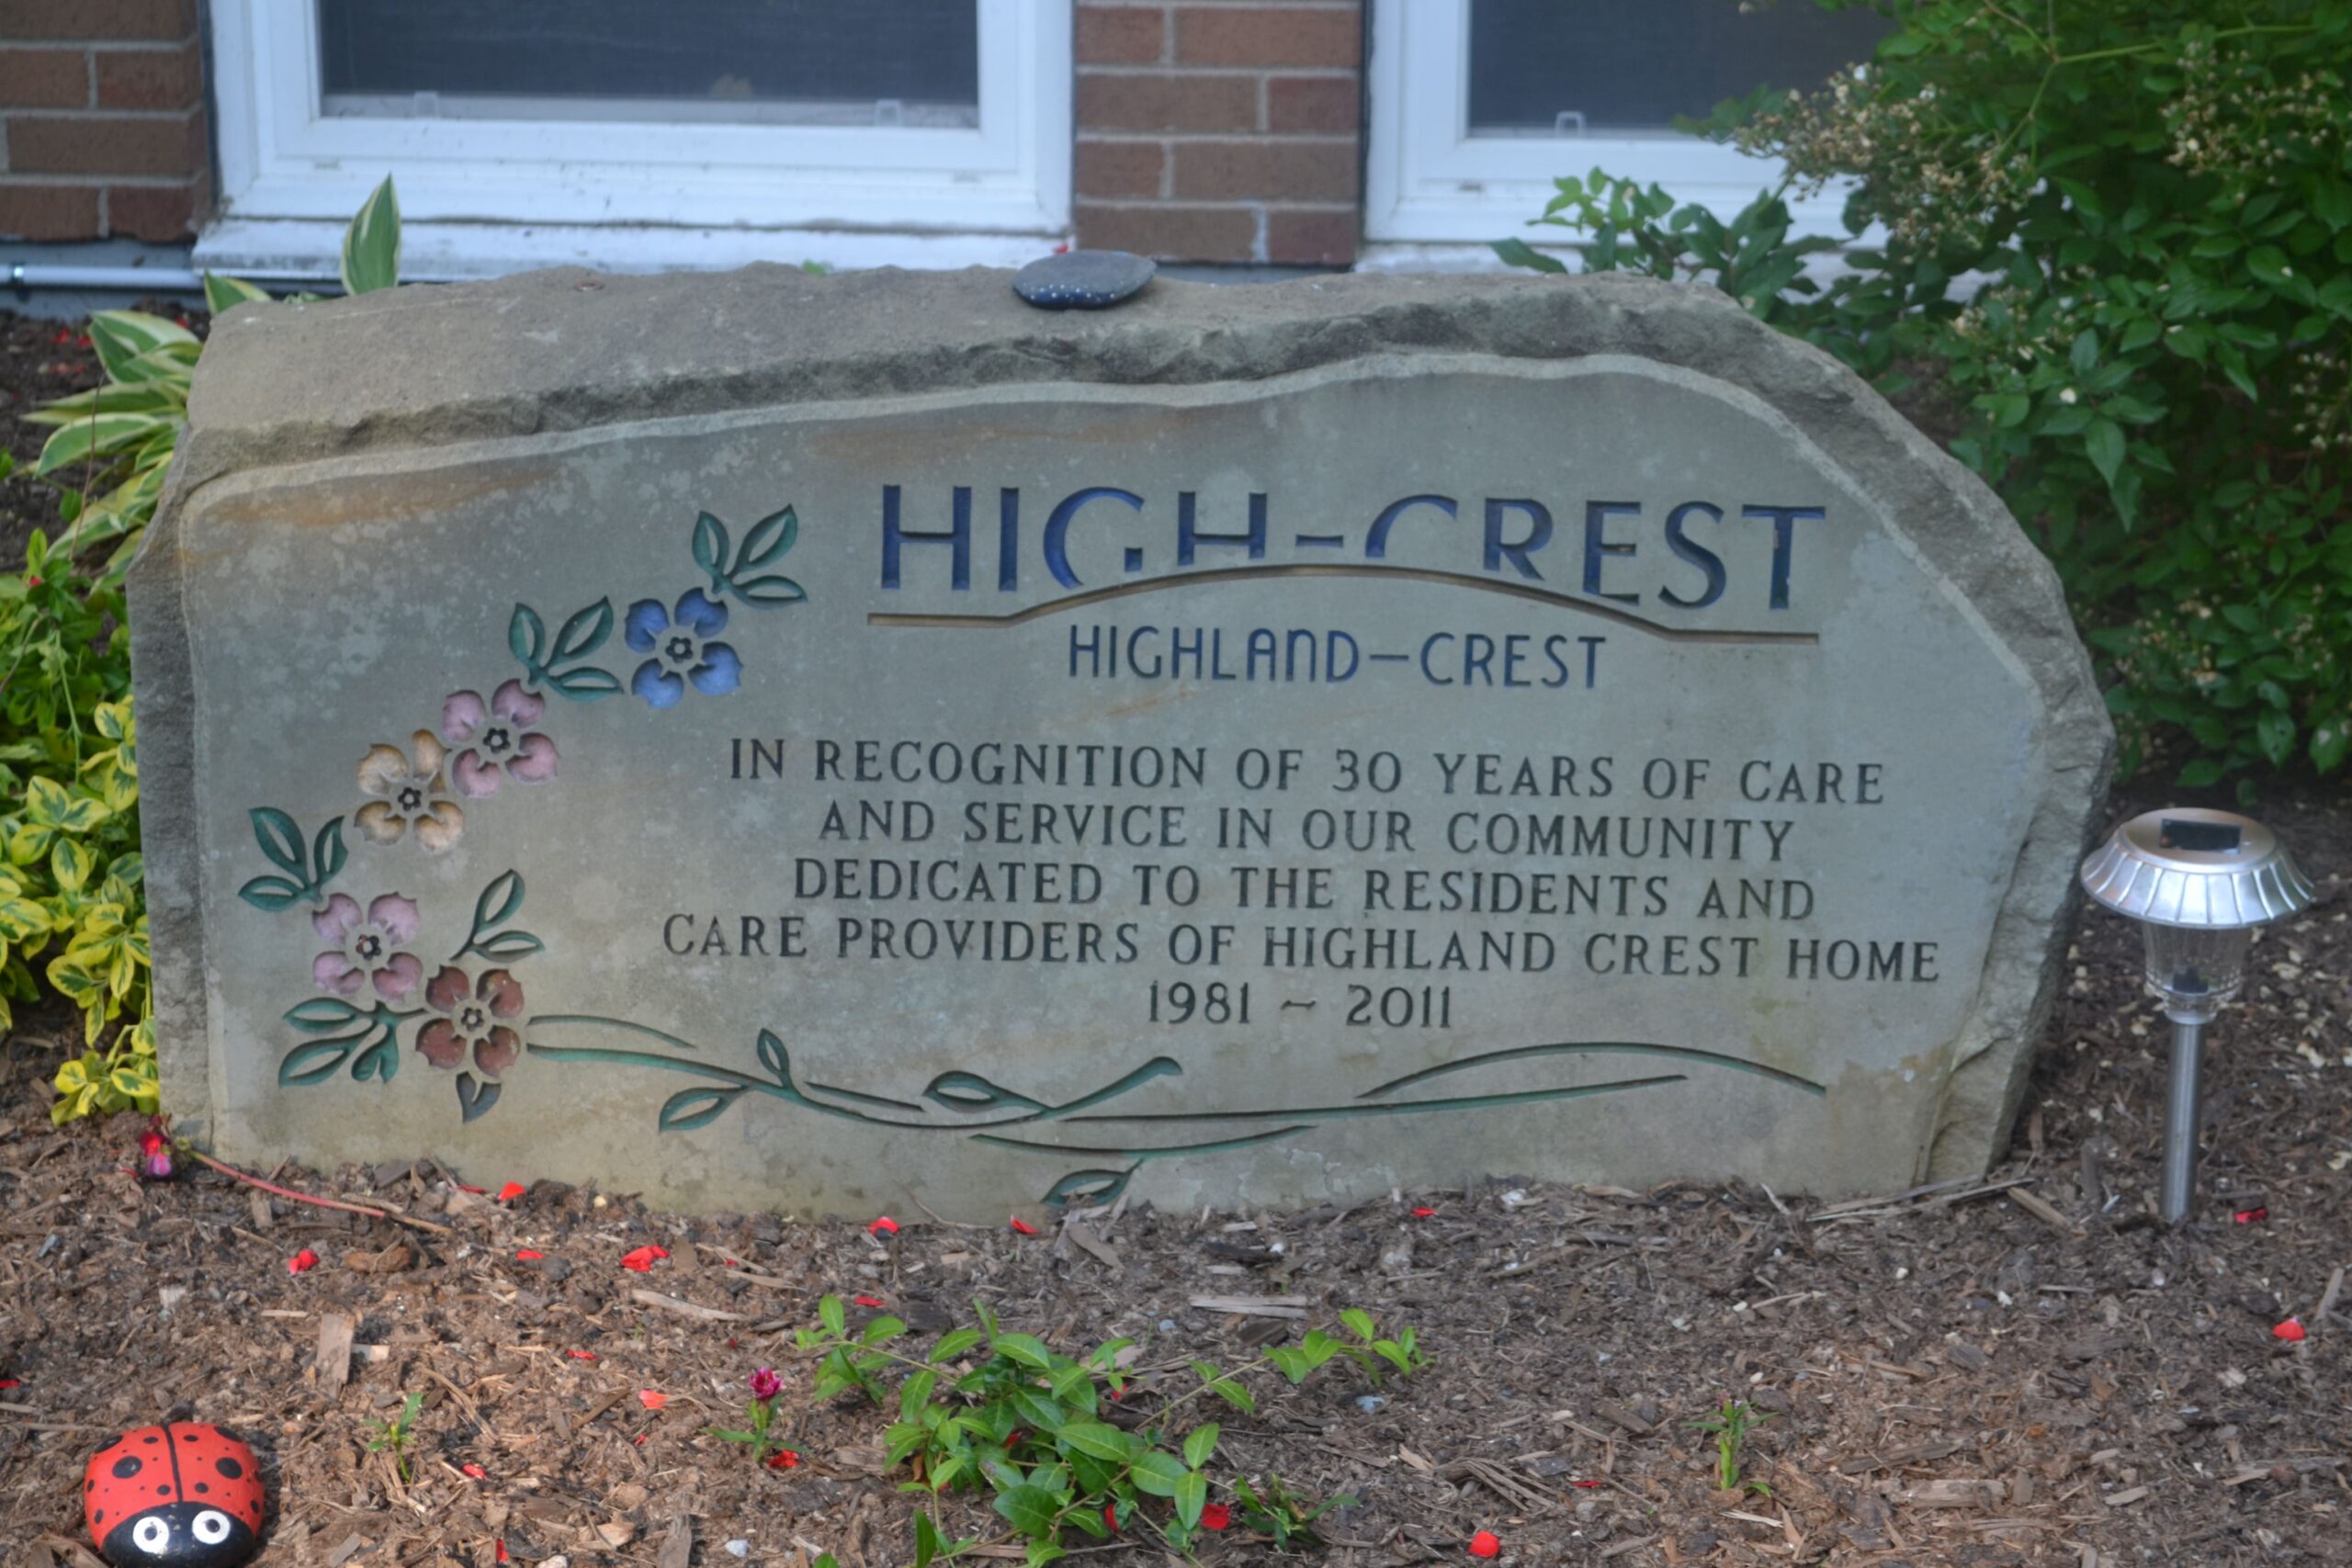 HIGH-CREST
HIGHLAND-CREST
IN RECOGNITION OF 30 YEARS OF CARE
AND SERVICE IN OUR COMMUNITY
DEDICATED TO THE RESIDENTS AND
CARE PROVIDERS OF HIGHLAND CREST HOME
1981 ~ 2011